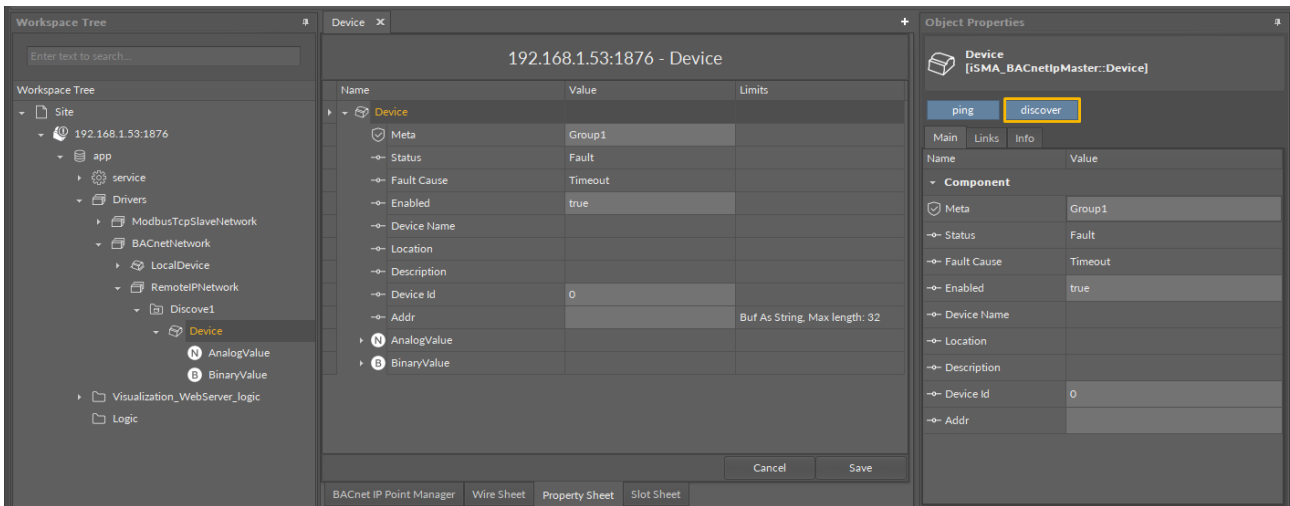 Workspace Tree
Enter text to search...
Workspace Tree
Site
192.168.1.53:1876
app
service
Drivers
ModbusTcpSlaveNetwork
BACnetNetwork
LocalDevice
RemoteIPNetwork
Discove1
Device
N AnalogValue
B BinaryValue
Visualization_WebServer_logic
Logic
Device
192.168.1.53:1876 - Device
Name Value Limits
Device
Meta Group1
Status Fault
Fault Cause Timeout
Enabled true
Device Name
Location
Description
Device Id 0
Addr Buf As String, Max length: 32
N AnalogValue
B BinaryValue
Cancel Save
BACnet IP Point Manager Wire Sheet Property Sheet Slot Sheet
Object Properties
Device
[iSMA_BACnetIpMaster::Device]
ping discover
Main Links Info
Name Value
Component
Meta Group1
Status Fault
Fault Cause Timeout
Enabled true
Device Name
Location
Description
Device Id 0
Addr